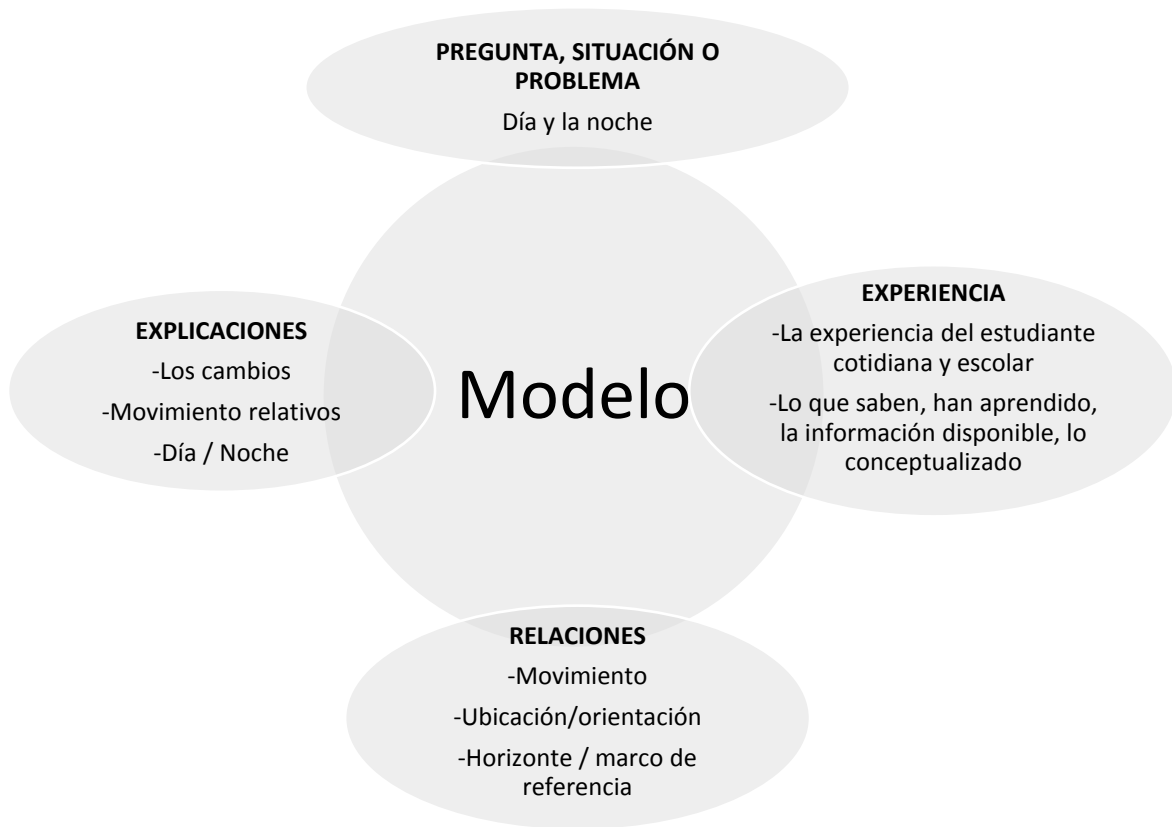 PREGUNTA, SITUACIÓN O
PROBLEMA
Día y la noche
EXPLICACIONES
-Los cambios
-Movimiento relativos
-Día / Noche
Modelo
EXPERIENCIA
-La experiencia del estudiante
cotidiana y escolar
-Lo que saben, han aprendido,
la información disponible, lo
conceptualizado
RELACIONES
-Movimiento
-Ubicación/orientación
-Horizonte / marco de
referencia